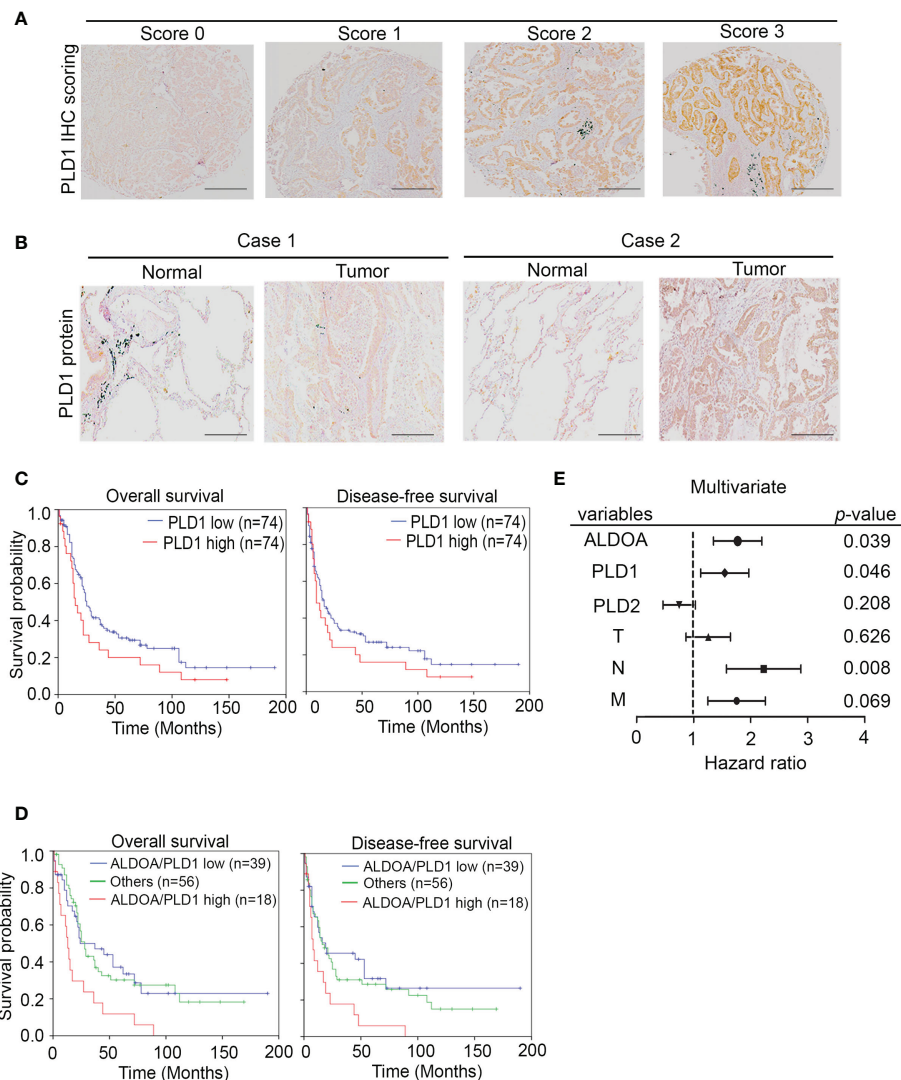 A
Score 0 Score 1 Score 2 Score 3
PLD1 IHC scoring
B
Case 1 Case 2
Normal Tumor Normal Tumor
PLD1 protein
C
Overall survival
PLD1 low (n=74)
PLD1 high (n=74)
Survival probability
1.0
0.8
0.6
0.4
0.2
0.0
0 50 100 150 200
Time (Months)
Disease-free survival
PLD1 low (n=74)
PLD1 high (n=74)
0 50 100 150 200
Time (Months)
E
Multivariate
variables p-value
ALDOA 0.039
PLD1 0.046
PLD2 0.208
T 0.626
N 0.008
M 0.069
0 1 2 3 4
Hazard ratio
D
Overall survival
ALDOA/PLD1 low (n=39)
Others (n=56)
ALDOA/PLD1 high (n=18)
Survival probability
1.0
0.8
0.6
0.4
0.2
0.0
0 50 100 150 200
Time (Months)
Disease-free survival
ALDOA/PLD1 low (n=39)
Others (n=56)
ALDOA/PLD1 high (n=18)
0 50 100 150 200
Time (Months)